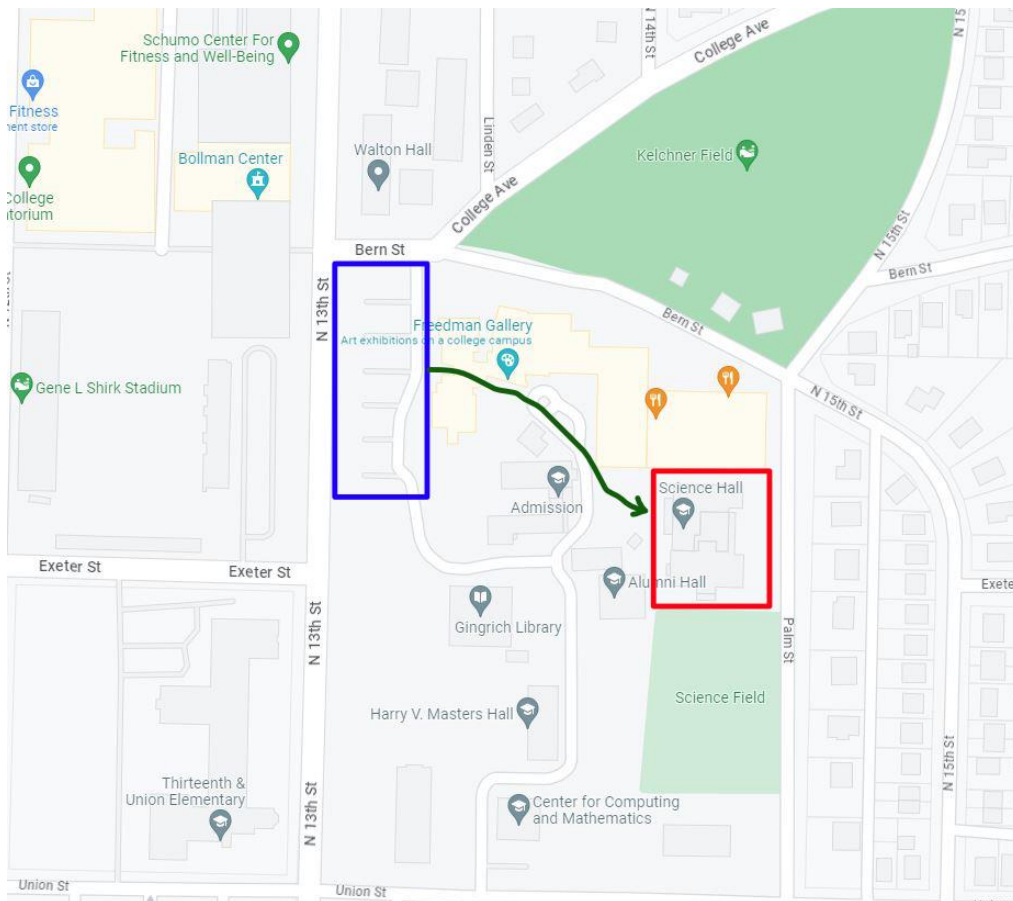 Schumo Center For
Fitness and Well-Being
N 14th St
College Ave
N 15
Fitness
Linden St
Walton Hall
Bollman Center
Kelchner Field
College
College Ave
N 15th St
Bern St
Bern St
N 13th St
Bern St
Freedman Gallery
Art exhibitions on a college campus
Gene L Shirk Stadium
N 15th St
Science Hall
Admission
Exeter St
Exeter St
Alumni Hall
Exete
N 13th St
Gingrich Library
Palm St
Science Field
Harry V. Masters Hall
N 15th St
Thirteenth &
Union Elementary
N 13th St
Center for Computing
and Mathematics
Union St
Union St